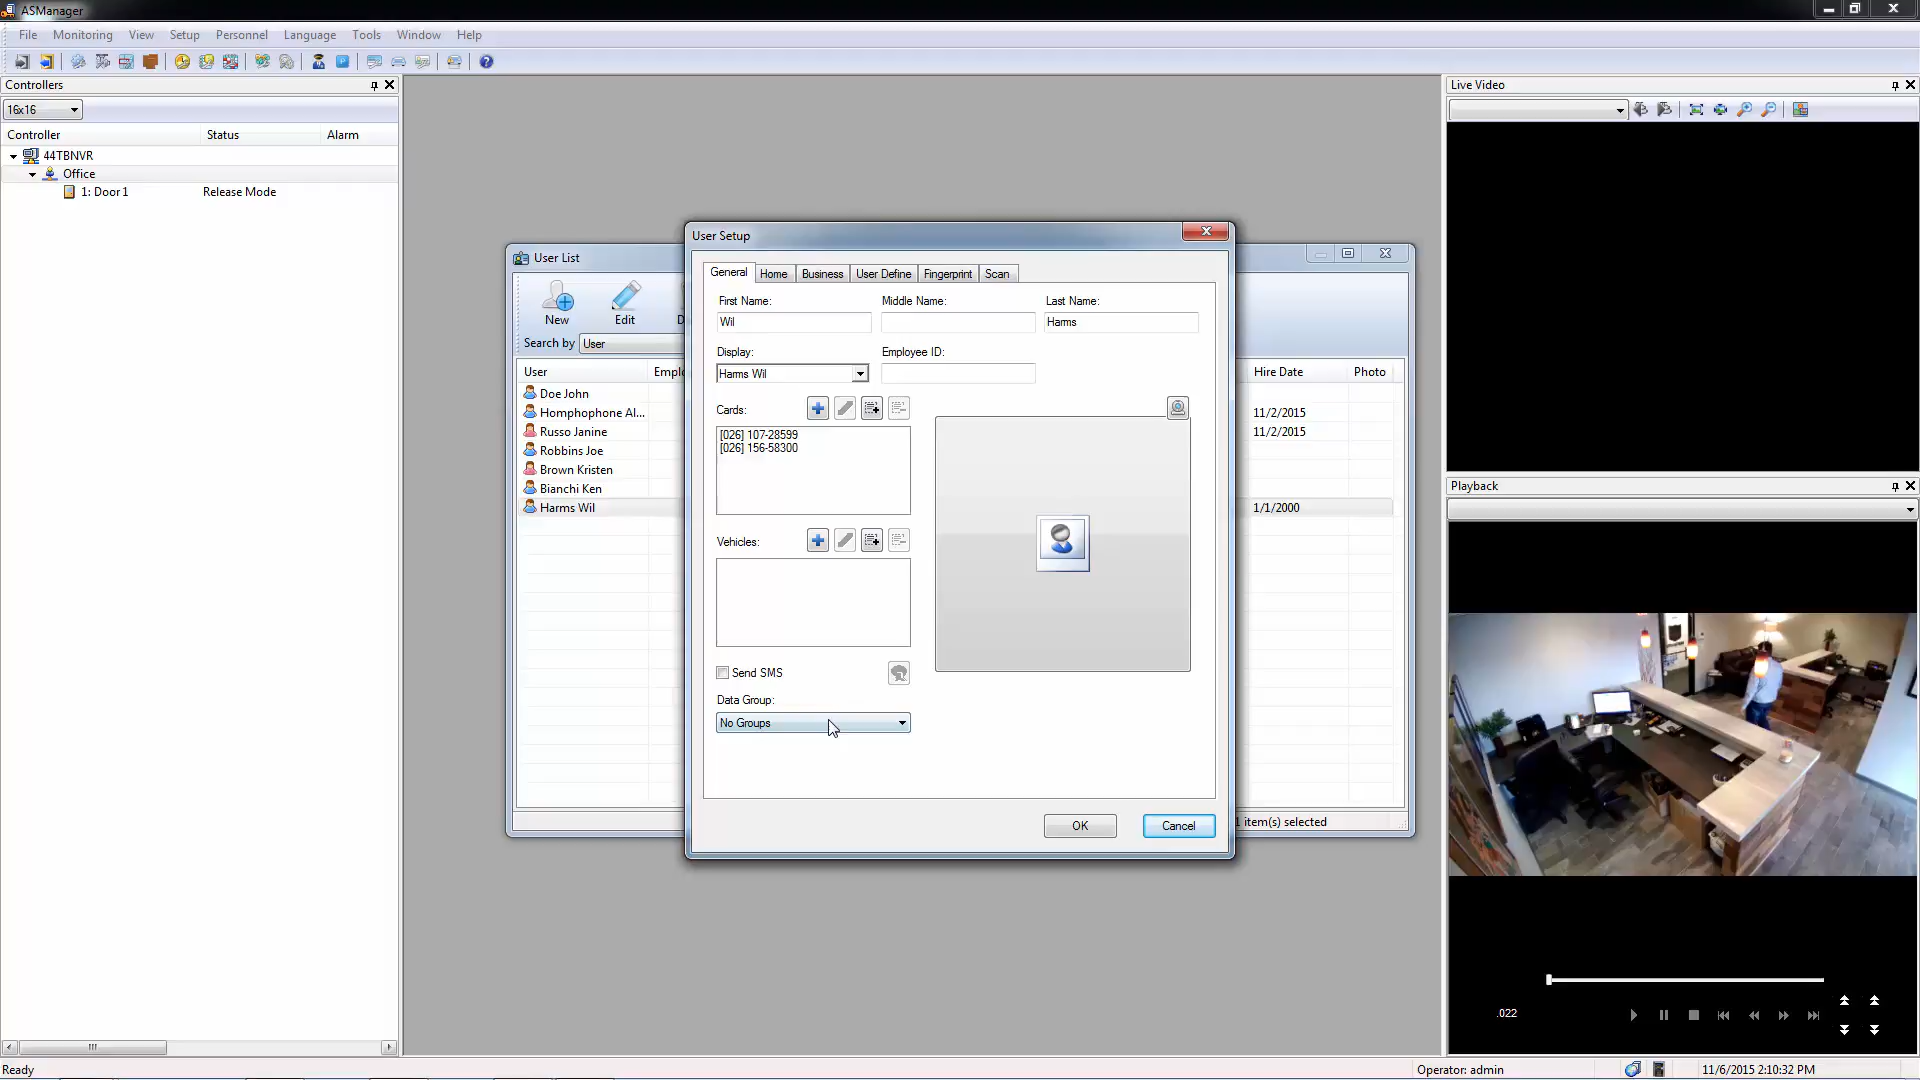 ASManager
File Monitoring View Setup Personnel Language Tools Window Help
Controllers
16x16
Controller Status Alarm
44TBNVR
Office
1: Door1 Release Mode
User List
New
Edit
Search by User
User
Doe John
Homphophone Al...
Russo Janine
Robbins Joe
Brown Kristen
Bianchi Ken
Harms Wil
Hire Date Photo
11/2/2015
11/2/2015
1/1/2000
1 item(s) selected
User Setup
General Home Business User Define Fingerprint Scan
First Name: Middle Name: Last Name:
Wil Harms
Display: Employee ID:
Harms Wil
Cards:
[026] 107-28599
[026] 156-58300
Vehicles:
Send SMS
Data Group:
No Groups
OK Cancel
Live Video
Playback
.022
Ready
Operator: admin
11/6/2015 2:10:32 PM